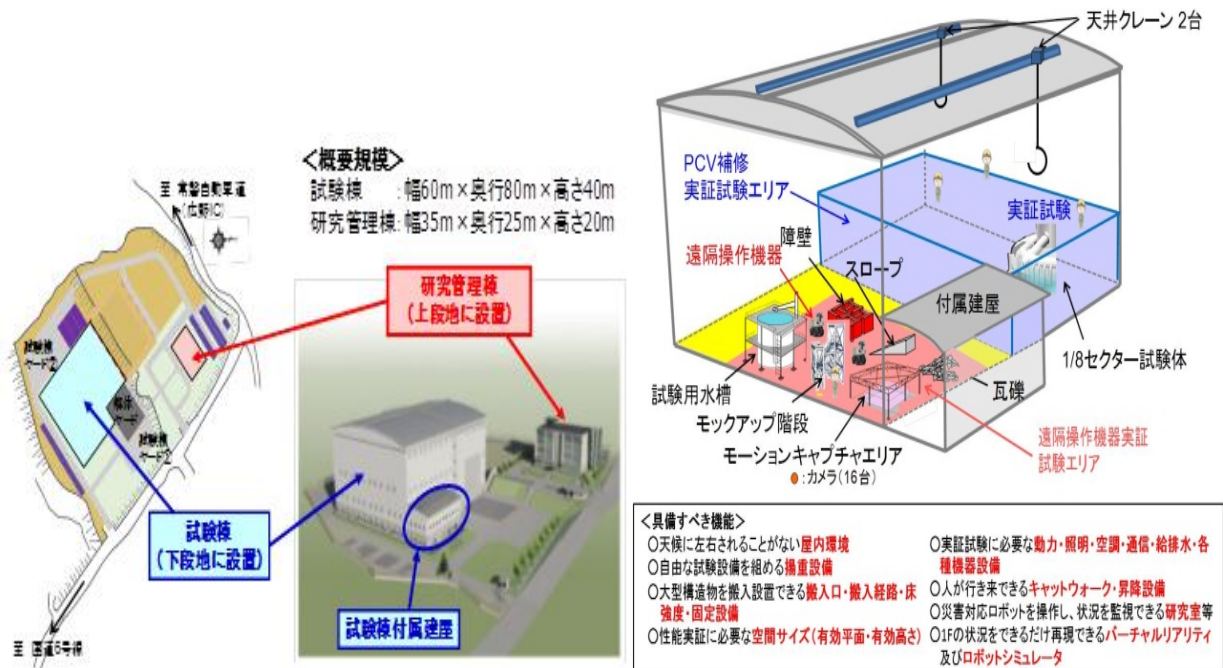 至 常磐自動車道
(広野IC)
<概要規模>
試験棟　：幅60m×奥行80m×高さ40m
研究管理棟：幅35m×奥行25m×高さ20m
研究管理棟
(上段地に設置)
試験棟
ヤード2
試験棟
試験棟
(下段地に設置)
試験棟付属建屋
至 国道6号線
天井クレーン 2台
PCV補修
実証試験エリア
実証試験
障壁
遠隔操作機器
スロープ
付属建屋
1/8セクター試験体
試験用水槽
瓦礫
モックアップ階段
モーションキャプチャエリア
●：カメラ(16台)
遠隔操作機器実証
試験エリア
<具備すべき機能>
○天候に左右されることがない屋内環境
○自由な試験設備を組める揚重設備
○大型構造物を搬入設置できる搬入口・搬入経路・床
強度・固定設備
○性能実証に必要な空間サイズ(有効平面・有効高さ)
○実証試験に必要な動力・照明・空調・通信・給排水・各
種機器設備
○人が行き来できるキャットウォーク・昇降設備
○災害対応ロボットを操作し、状況を監視できる研究室等
○1Fの状況をできるだけ再現できるバーチャルリアリティ
及びロボットシミュレータ